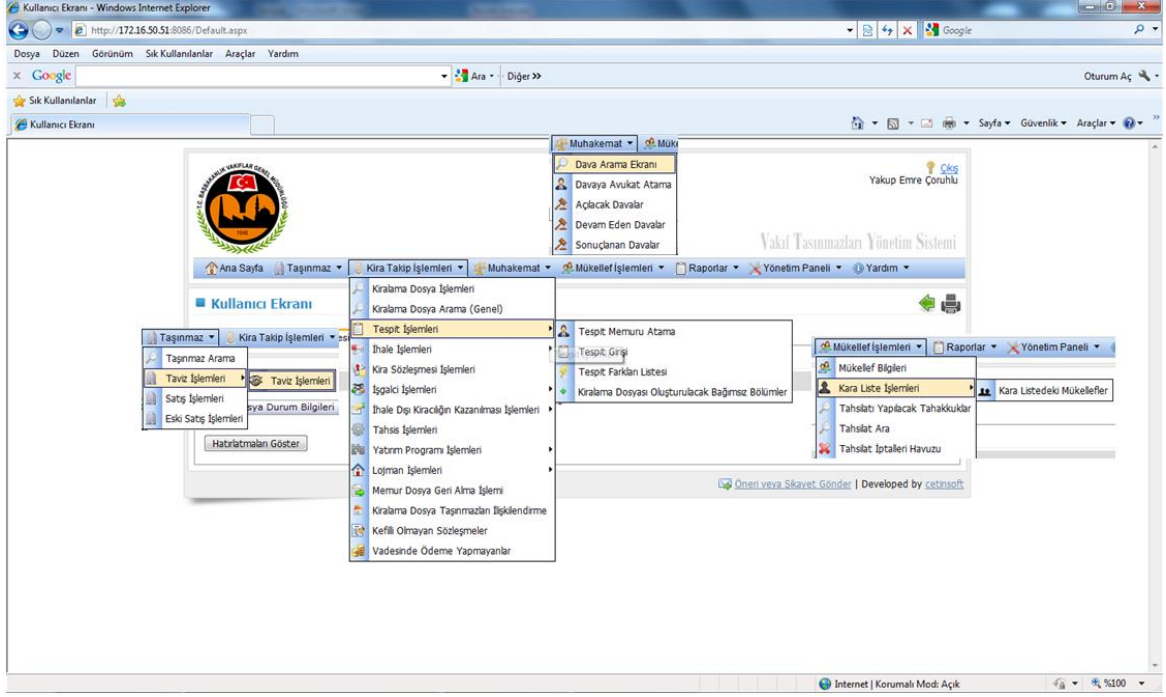 Kullanıcı Ekranı - Windows Internet Explorer
http://172.16.50.51:8086/Default.aspx
Google
Dosya Düzen Görünüm Sık Kullanılanlar Araçlar Yardım
x Google Ara Diğer >> Oturum Aç
Sık Kullanılanlar
Kullanıcı Ekranı
Sayfa Güvenlik Araçlar
Muhakemat Mük
Dava Arama Ekranı
Davaya Avukat Atama
Açılacak Davalar
Devam Eden Davalar
Sonuçlanan Davalar
T.C. BAŞBAKANLIK VAKIFLAR GENEL MÜDÜRLÜĞÜ
Çıkış
Yakup Emre Çoruhlu
Vakıf Taşınmazları Yönetim Sistemi
Ana Sayfa Taşınmaz Kira Takip İşlemleri Muhakemat Mükellef İşlemleri Raporlar Yönetim Paneli Yardım
Kullanıcı Ekranı
Kiralama Dosya İşlemleri
Kiralama Dosya Arama (Genel)
Tespit İşlemleri
İhale İşlemleri
Kira Sözleşmesi İşlemleri
İşgalci İşlemleri
İhale Dışı Kiracılığın Kazanılması İşlemleri
Tahsis İşlemleri
Yatırım Programı İşlemleri
Lojman İşlemleri
Memur Dosya Geri Alma İşlemi
Kiralama Dosya Taşınmazları İlişkilendirme
Kefili Olmayan Sözleşmeler
Vadesinde Ödeme Yapmayanlar
Tespit Memuru Atama
Tespit Girişi
Tespit Farkları Listesi
Kiralama Dosyası Oluşturulacak Bağımsız Bölümler
Taşınmaz Kira Takip İşlemleri
Taşınmaz Arama
Taviz İşlemleri Taviz İşlemleri
Satış İşlemleri
Eski Satış İşlemleri
sya Durum Bilgileri
Hatırlatmaları Göster
Mükellef İşlemleri Raporlar Yönetim Paneli
Mükellef Bilgileri
Kara Liste İşlemleri Kara Listedeki Mükellefler
Tahsilatı Yapılacak Tahakkuklar
Tahsilat Ara
Tahsilat İptalleri Havuzu
Öneri veya Şikayet Gönder | Developed by cetinsoft
Internet | Korumalı Mod: Açık %100